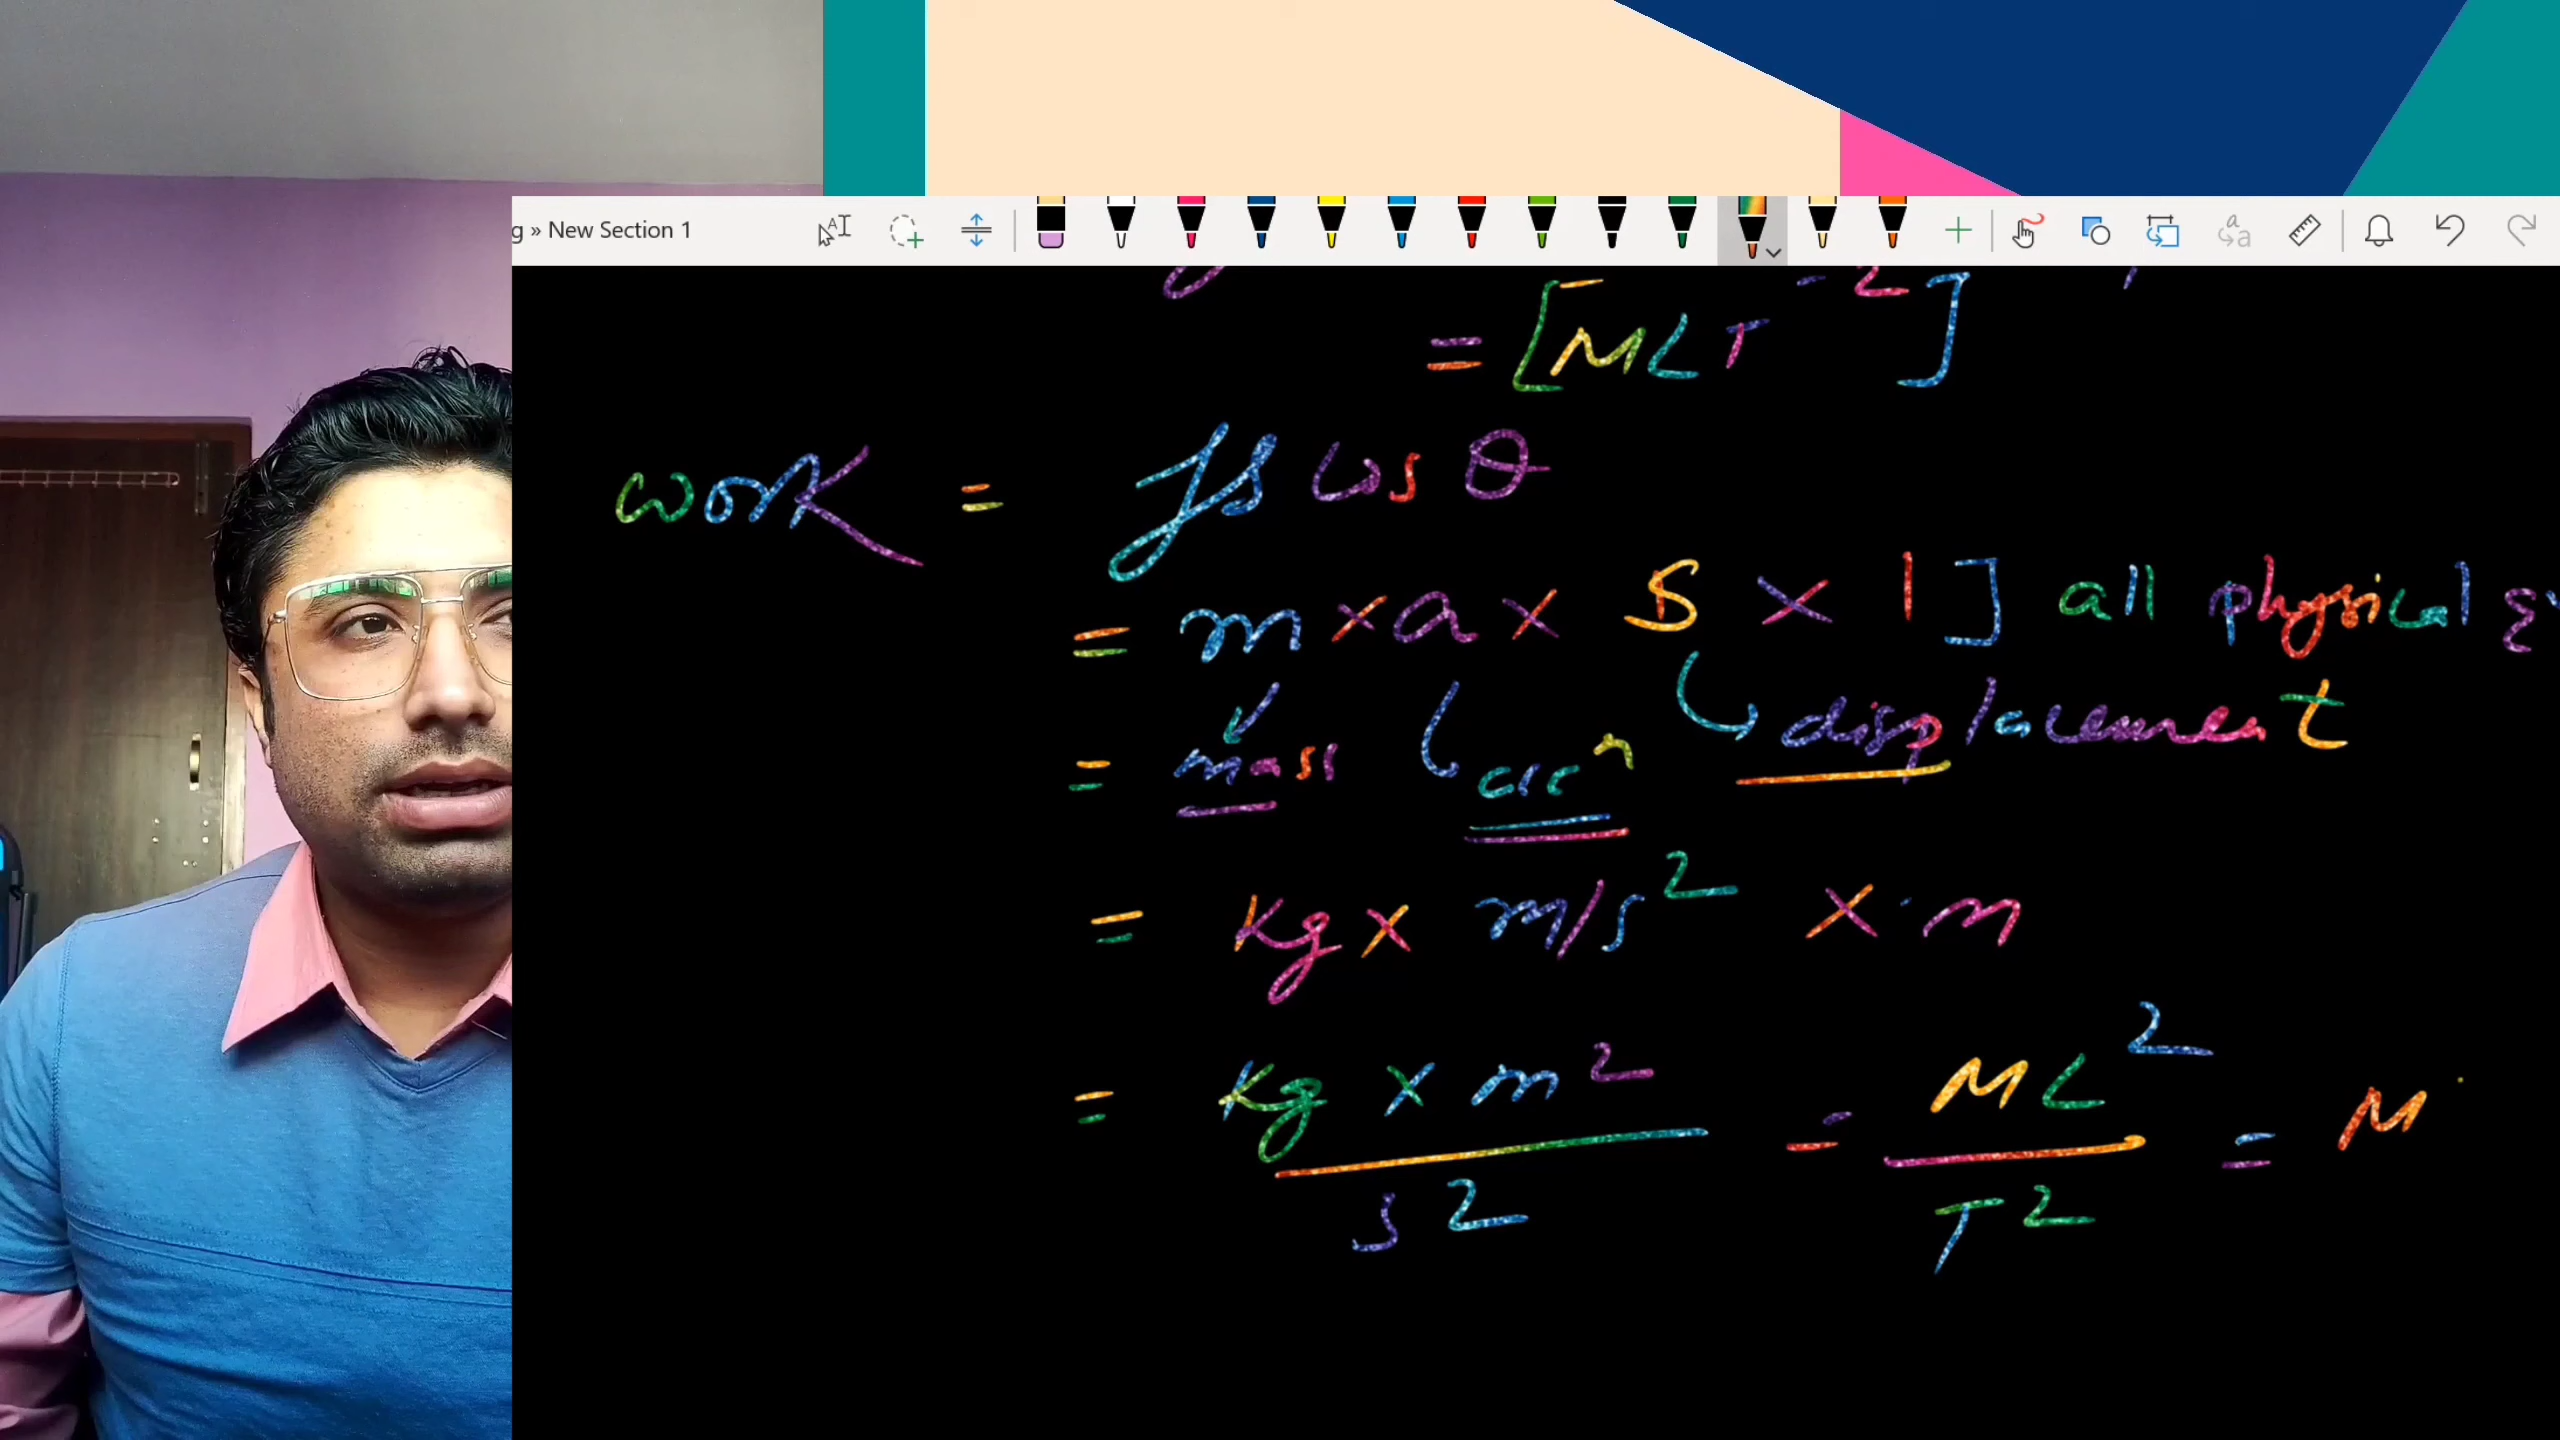 g » New Section 1
= [MLT⁻²]
work = fs cos θ
= m × a × s × 1 ] all physical
= mass accⁿ displacement
= kg × m/s² × m
= kg × m² / s² = ML² / T² = M